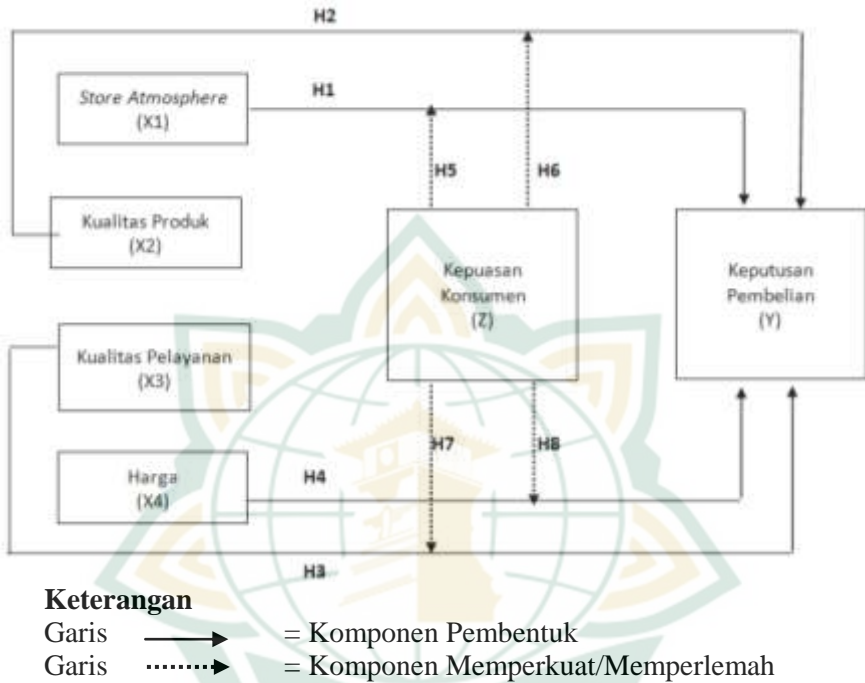 H2
Store Atmosphere
(X1)
H1
H5
H6
Kualitas Produk
(X2)
Kepuasan
Konsumen
(Z)
Keputusan
Pembelian
(Y)
Kualitas Pelayanan
(X3)
H7
H8
Harga
(X4)
H4
H3
Keterangan
Garis = Komponen Pembentuk
Garis = Komponen Memperkuat/Memperlemah